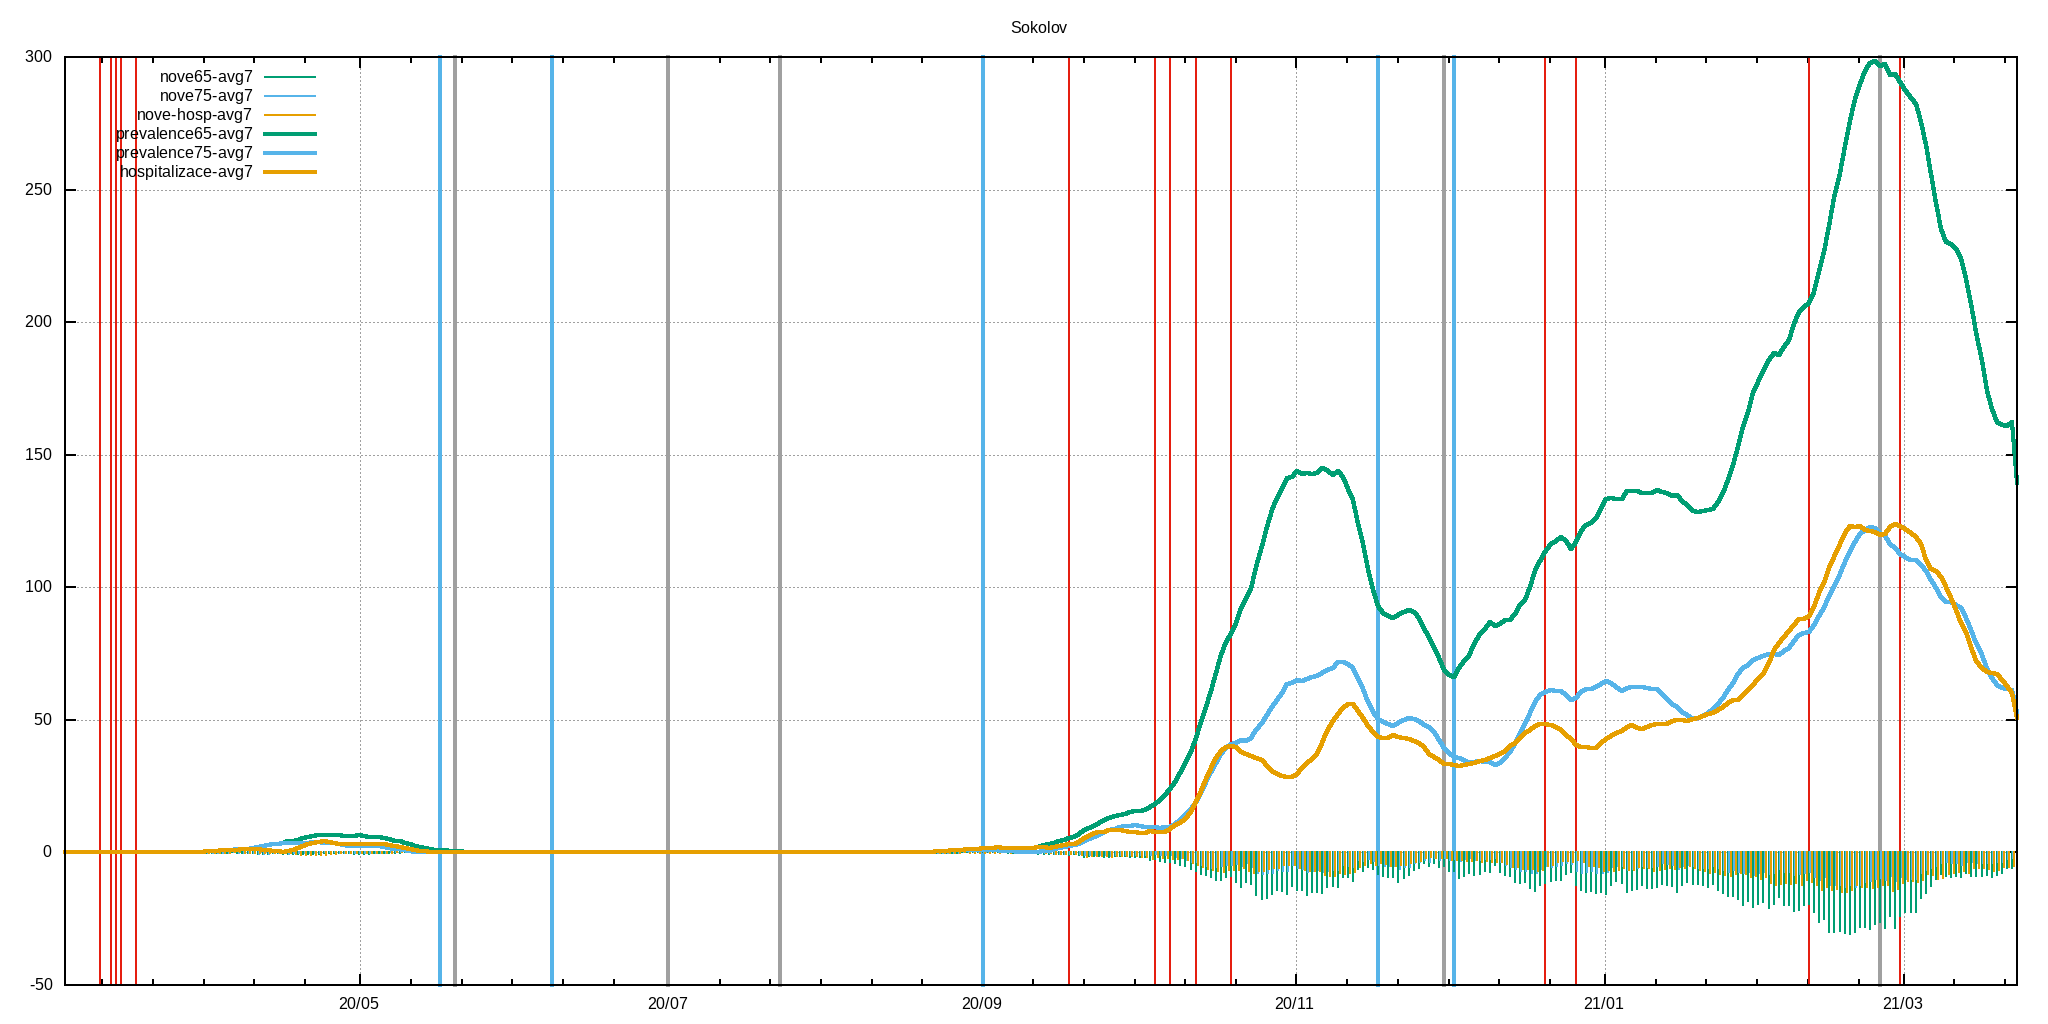 Sokolov
300
nove65-avg7
nove75-avg7
nove-hosp-avg7
prevalence65-avg7
prevalence75-avg7
hospitalizace-avg7
250
200
150
100
50
0
-50
20/05 20/07 20/09 20/11 21/01 21/03